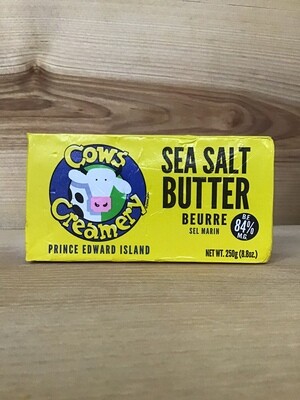 Cows
Creamery
PRINCE EDWARD ISLAND
SEA SALT
BUTTER
BEURRE
SEL MARIN
B.F.
84%
M.G.
NET WT. 250g (8.8oz.)